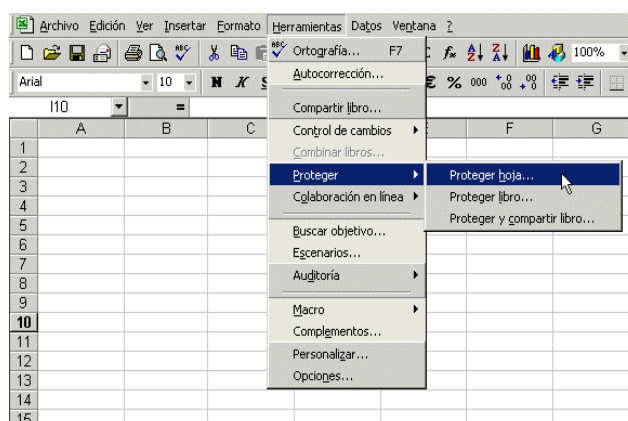 Archivo Edición Ver Insertar Formato Herramientas Datos Ventana ?
100%
Arial 10 N K S € % 000
I10 =
A B C F G
Ortografía... F7
Autocorrección...
Compartir libro...
Control de cambios
Combinar libros...
Proteger
Colaboración en línea
Buscar objetivo...
Escenarios...
Auditoría
Macro
Complementos...
Personalizar...
Opciones...
Proteger hoja...
Proteger libro...
Proteger y compartir libro...
1
2
3
4
5
6
7
8
9
10
11
12
13
14
15